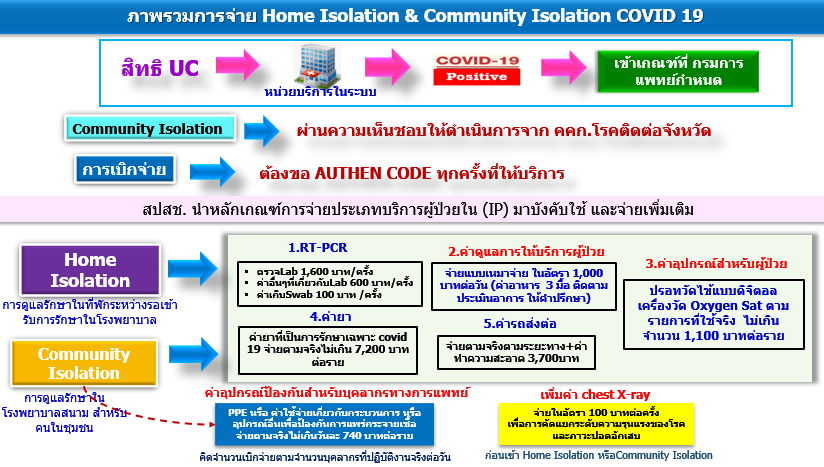 ภาพรวมการจ่าย Home Isolation & Community Isolation COVID 19
สิทธิ UC
หน่วยบริการในระบบ
COVID-19
Positive
เข้าเกณฑ์ที่ กรมการ
แพทย์กำหนด
Community Isolation
ผ่านความเห็นชอบให้ดำเนินการจาก คคก.โรคติดต่อจังหวัด
การเบิกจ่าย
ต้องขอ AUTHEN CODE ทุกครั้งที่ให้บริการ
สปสช. นำหลักเกณฑ์การจ่ายประเภทบริการผู้ป่วยใน (IP) มาบังคับใช้ และจ่ายเพิ่มเติม
Home
Isolation
การดูแลรักษาในที่พักระหว่างรอเข้า
รับการรักษาในโรงพยาบาล
Community
Isolation
การดูแลรักษาใน
โรงพยาบาลสนาม สำหรับ
คนในชุมชน
1.RT-PCR
ตรวจLab 1,600 บาท/ครั้ง
ค่าอื่นๆที่เกี่ยวกับLab 600 บาท/ครั้ง
ค่าเก็บSwab 100 บาท /ครั้ง
2.ค่าดูแลการให้บริการผู้ป่วย
จ่ายแบบเหมาจ่าย ในอัตรา 1,000
บาทต่อวัน (ค่าอาหาร 3 มื้อ ติดตาม
ประเมินอาการ ให้คำปรึกษา)
3.ค่าอุปกรณ์สำหรับผู้ป่วย
ปรอทวัดไข้แบบดิจิตอล
เครื่องวัด Oxygen Sat ตาม
รายการที่ใช้จริง ไม่เกิน
จำนวน 1,100 บาทต่อราย
4.ค่ายา
ค่ายาที่เป็นการรักษาเฉพาะ covid
19 จ่ายตามจริงไม่เกิน 7,200 บาท
ต่อราย
5.ค่ารถส่งต่อ
จ่ายตามจริงตามระยะทาง+ค่า
ทำความสะอาด 3,700บาท
ค่าอุปกรณ์ป้องกันสำหรับบุคลากรทางการแพทย์
PPE หรือ ค่าใช้จ่ายเกี่ยวกับกระบวนการ หรือ
อุปกรณ์อื่นเพื่อป้องกันการแพร่กระจายเชื้อ
จ่ายตามจริงไม่เกินวันละ 740 บาทต่อราย
คิดจำนวนเบิกจ่ายตามจำนวนบุคลากรที่ปฏิบัติงานจริงต่อวัน
เพิ่มค่า chest X-ray
จ่ายในอัตรา 100 บาทต่อครั้ง
เพื่อการคัดแยกระดับความรุนแรงของโรค
และภาวะปอดอักเสบ
ก่อนเข้า Home Isolation หรือCommunity Isolation